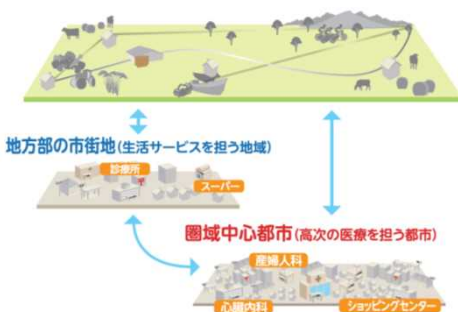 地方部の市街地(生活サービスを担う地域)
診療所
スーパー
圏域中心都市(高次の医療を担う都市)
産婦人科
心臓内科
ショッピングセンター